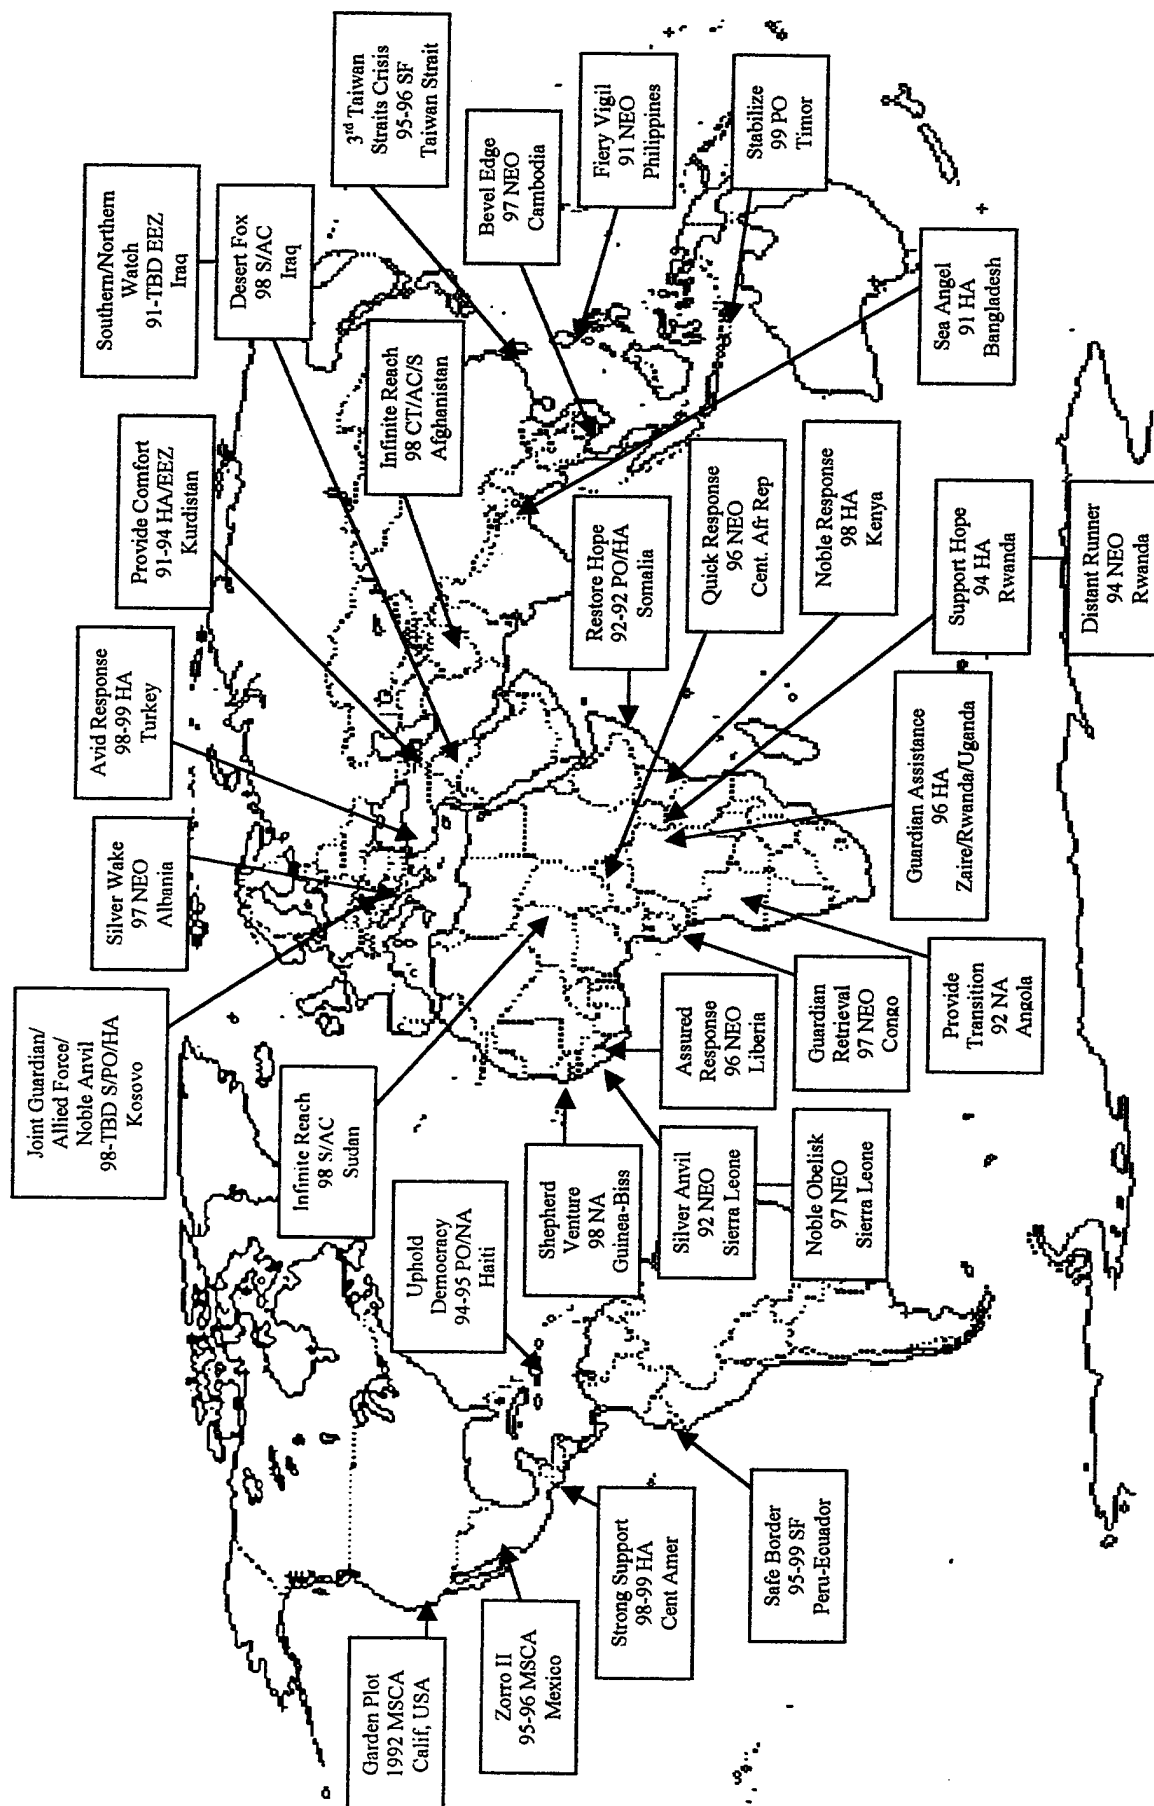 Joint Guardian/
Allied Force/
Noble Anvil
98-TBD S/PO/HA
Kosovo
Silver Wake
97 NEO
Albania
Avid Response
98-99 HA
Turkey
Provide Comfort
91-94 HA/EEZ
Kurdistan
Southern/Northern
Watch
91-TBD EEZ
Iraq
Desert Fox
98 S/AC
Iraq
3rd Taiwan
Straits Crisis
95-96 SF
Taiwan Strait
Infinite Reach
98 CT/AC/S
Afghanistan
Bevel Edge
97 NEO
Cambodia
Fiery Vigil
91 NEO
Philippines
Stabilize
99 PO
Timor
Sea Angel
91 HA
Bangladesh
Infinite Reach
98 S/AC
Sudan
Uphold
Democracy
94-95 PO/NA
Haiti
Garden Plot
1992 MSCA
Calif, USA
Zorro II
95-96 MSCA
Mexico
Strong Support
98-99 HA
Cent Amer
Safe Border
95-99 SF
Peru-Ecuador
Shepherd
Venture
98 NA
Guinea-Biss
Silver Anvil
92 NEO
Sierra Leone
Noble Obelisk
97 NEO
Sierra Leone
Assured
Response
96 NEO
Liberia
Guardian
Retrieval
97 NEO
Congo
Provide
Transition
92 NA
Angola
Guardian Assistance
96 HA
Zaire/Rwanda/Uganda
Restore Hope
92-92 PO/HA
Somalia
Quick Response
96 NEO
Cent. Afr Rep
Noble Response
98 HA
Kenya
Support Hope
94 HA
Rwanda
Distant Runner
94 NEO
Rwanda